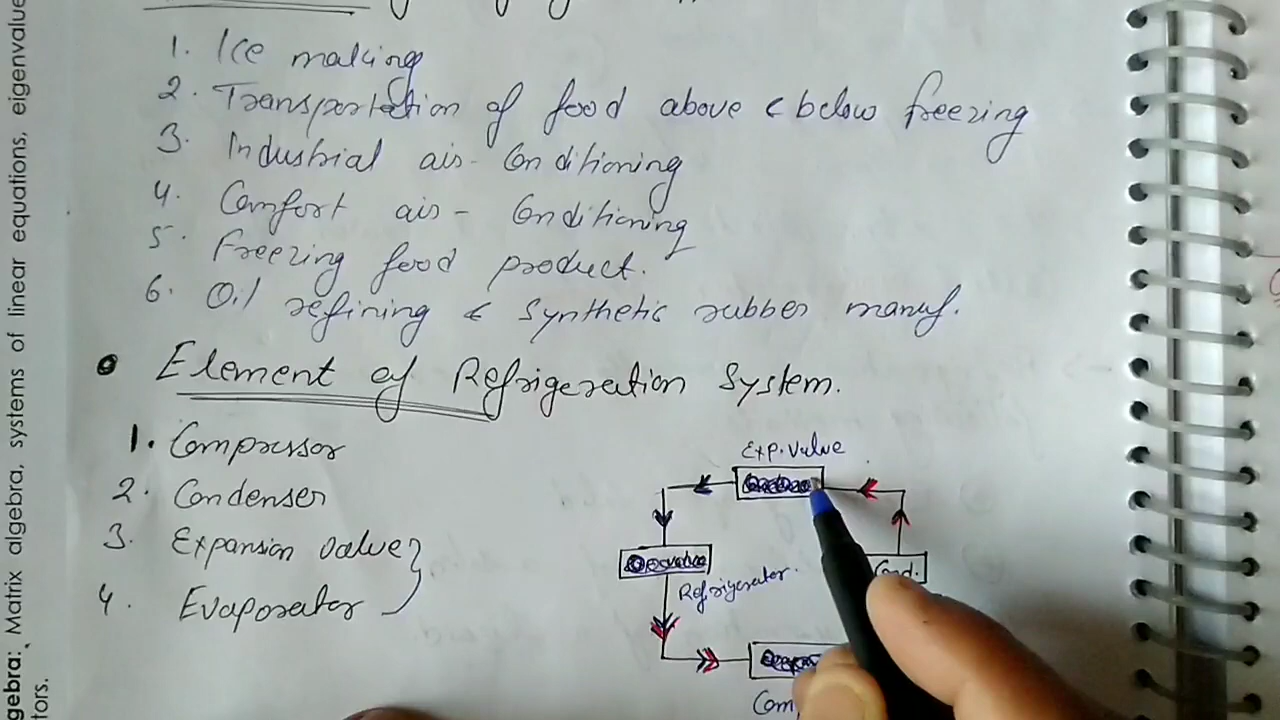 1. Ice making
2. Transportation of food above & below freezing
3. Industrial air-Conditioning
4. Comfort air-Conditioning
5. Freezing food product.
6. Oil refining & Synthetic rubber manuf.
Element of Refrigeration System.
1. Compressor
2. Condenser
3. Expansion valve
4. Evaporator
Exp. valve
Cond.
Refrigerator.
Com
gebra: Matrix algebra, systems of linear equations, eigenvalue
tors.